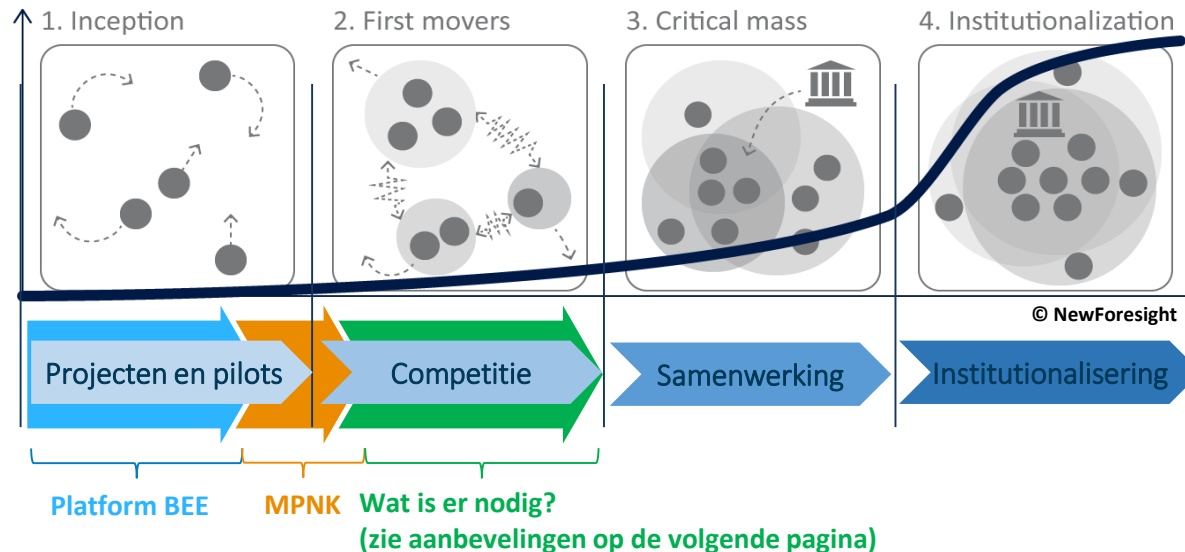 1. Inception
2. First movers
3. Critical mass
4. Institutionalization
© NewForesight
Projecten en pilots
Competitie
Samenwerking
Institutionalisering
Platform BEE
MPNK
Wat is er nodig?
(zie aanbevelingen op de volgende pagina)